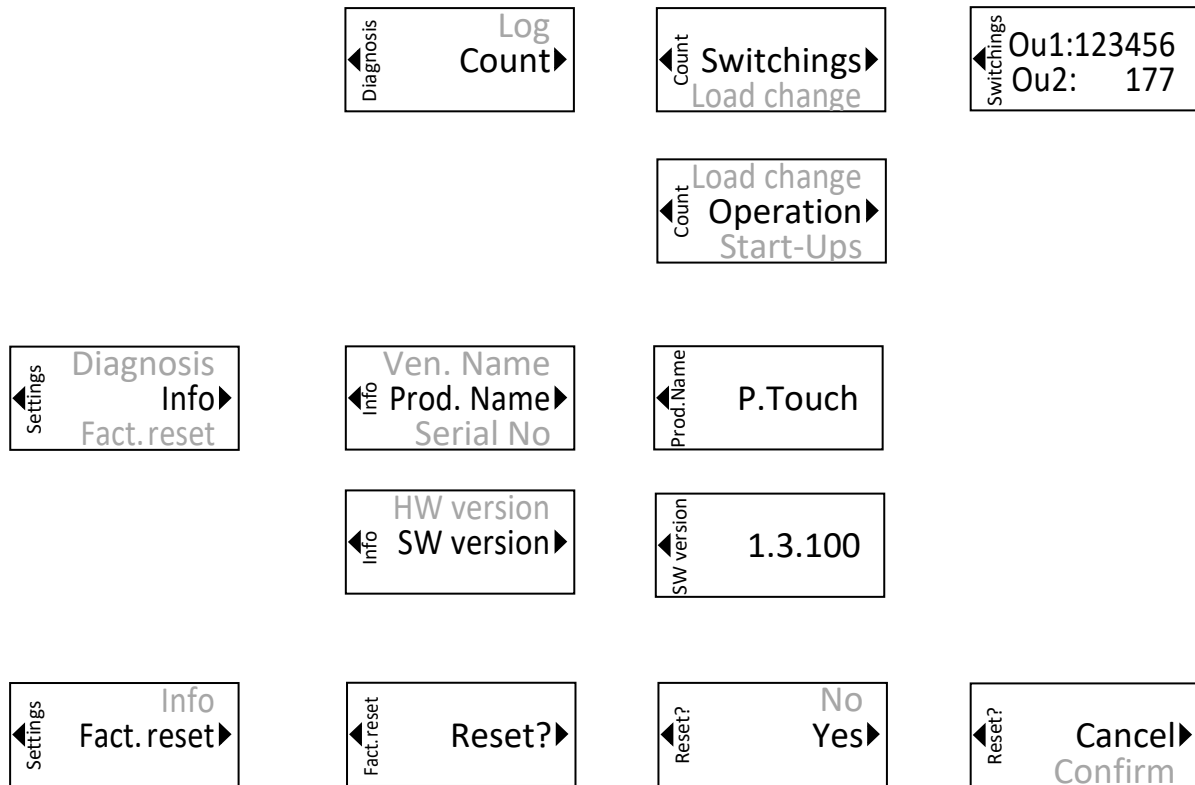 Diagnosis
Log
Count
Count
Switchings
Load change
Switchings
Ou1:123456
Ou2: 177
Count
Load change
Operation
Start-Ups
Settings
Diagnosis
Info
Fact.reset
Info
Ven. Name
Prod. Name
Serial No
Prod.Name
P.Touch
Info
HW version
SW version
SW version
1.3.100
Settings
Info
Fact.reset
Fact.reset
Reset?
Reset?
No
Yes
Reset?
Cancel
Confirm